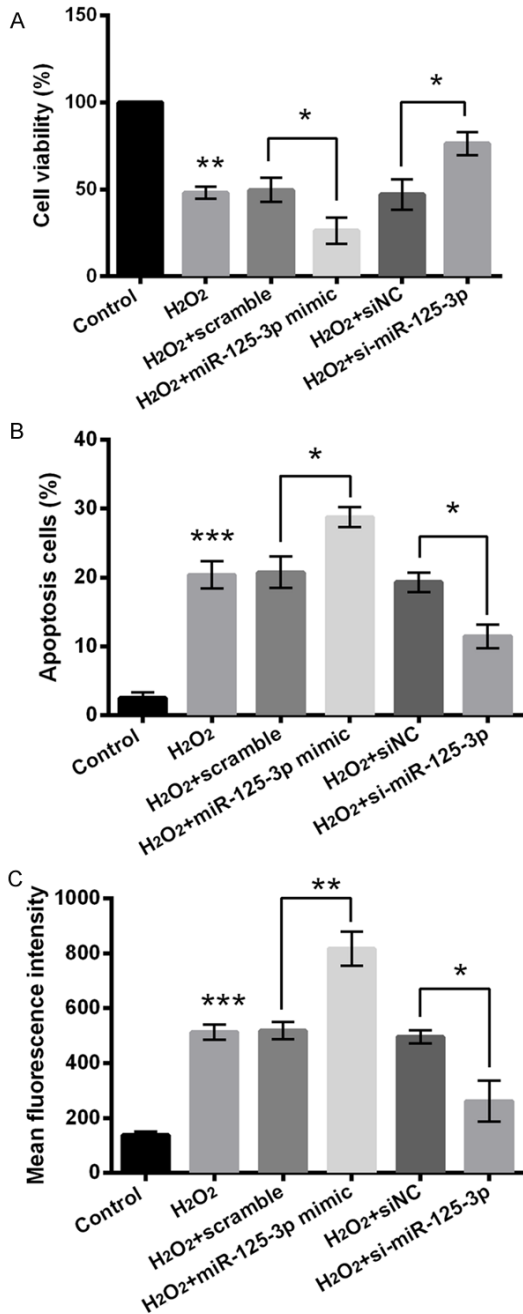 A
Cell viability (%)
150
100
50
0
**
*
*
Control
H2O2
H2O2+scramble
H2O2+miR-125-3p mimic
H2O2+siNC
H2O2+si-miR-125-3p
B
Apoptosis cells (%)
40
30
20
10
0
***
*
*
Control
H2O2
H2O2+scramble
H2O2+miR-125-3p mimic
H2O2+siNC
H2O2+si-miR-125-3p
C
Mean fluorescence intensity
1000
800
600
400
200
0
***
**
*
Control
H2O2
H2O2+scramble
H2O2+miR-125-3p mimic
H2O2+siNC
H2O2+si-miR-125-3p